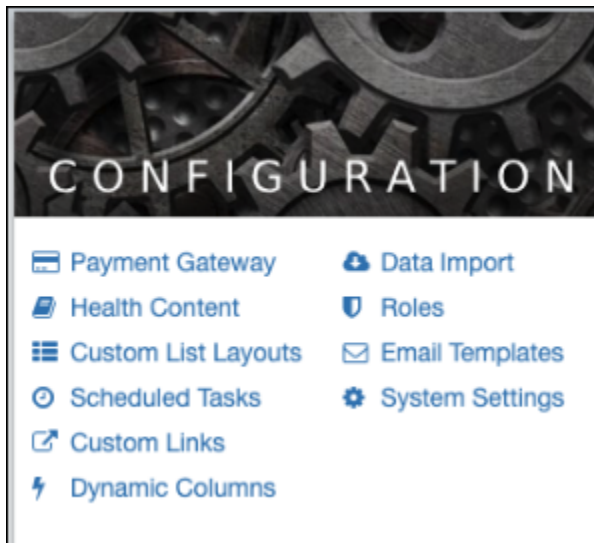 CONFIGURATION
Payment Gateway
Health Content
Custom List Layouts
Scheduled Tasks
Custom Links
Dynamic Columns
Data Import
Roles
Email Templates
System Settings